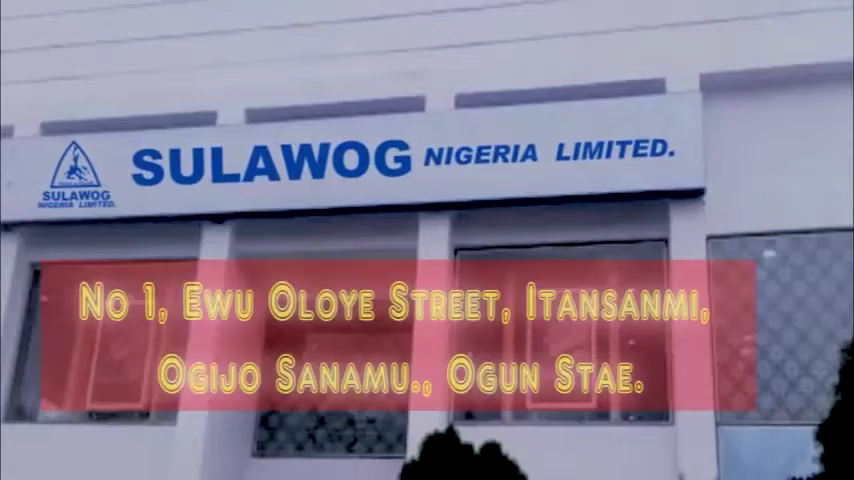 SULAWOG NIGERIA LIMITED.
SULAWOG
NIGERIA LIMITED.
No 1, Ewu Oloye Street, Itansanmi,
Ogijo Sanamu., Ogun Stae.